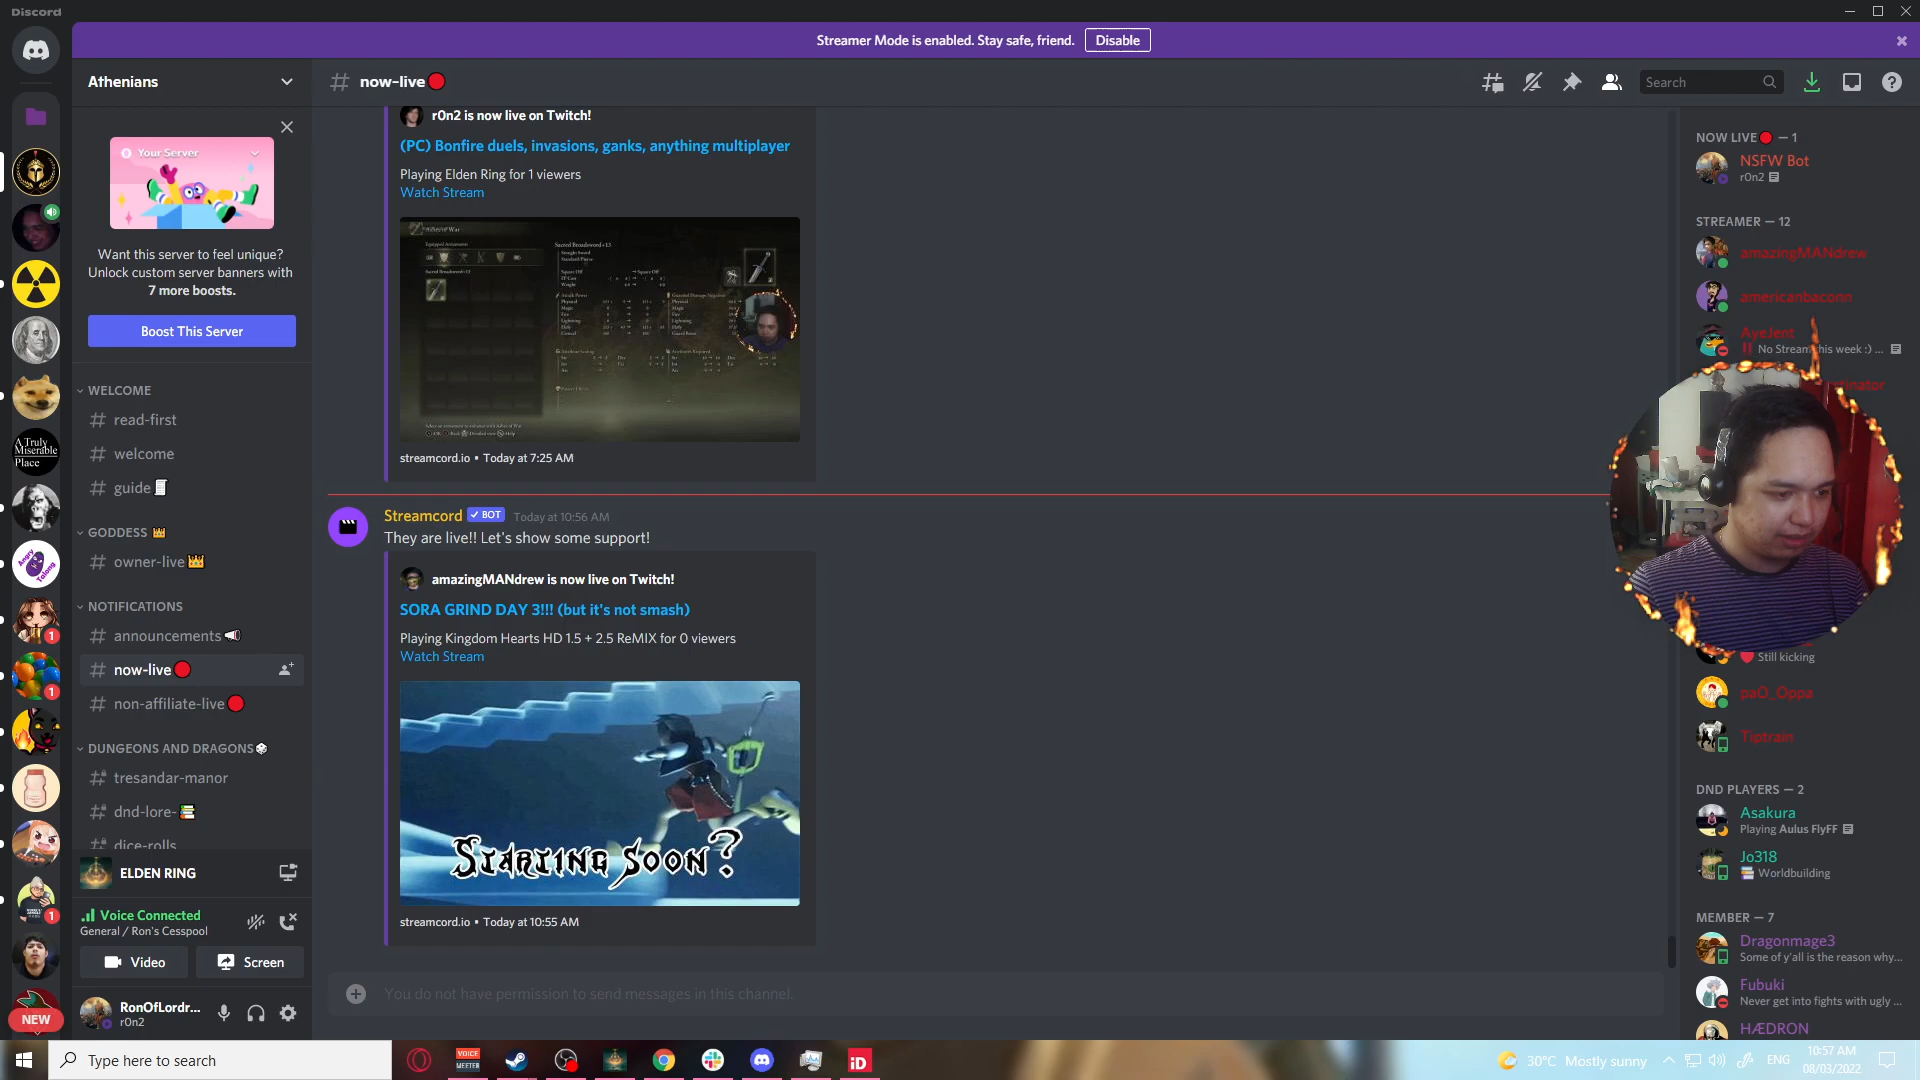 Discord
Streamer Mode is enabled. Stay safe, friend.
Disable
Athenians
now-live
Search
Your Server
Want this server to feel unique?
Unlock custom server banners with
7 more boosts.
Boost This Server
WELCOME
read-first
welcome
guide
GODDESS
owner-live
NOTIFICATIONS
announcements
now-live
non-affiliate-live
DUNGEONS AND DRAGONS
tresandar-manor
dnd-lore-
dice-rolls
A Truly
Miserable
Place
Angry
1
1
1
NEW
ELDEN RING
Voice Connected
General / Ron's Cesspool
Video
Screen
RonOfLordr...
r0n2
r0n2 is now live on Twitch!
(PC) Bonfire duels, invasions, ganks, anything multiplayer
Playing Elden Ring for 1 viewers
Watch Stream
streamcord.io • Today at 7:25 AM
Streamcord
BOT
Today at 10:56 AM
They are live!! Let's show some support!
amazingMANdrew is now live on Twitch!
SORA GRIND DAY 3!!! (but it's not smash)
Playing Kingdom Hearts HD 1.5 + 2.5 ReMIX for 0 viewers
Watch Stream
Starting Soon?
streamcord.io • Today at 10:55 AM
You do not have permission to send messages in this channel.
NOW LIVE — 1
NSFW Bot
r0n2
STREAMER — 12
amazingMANdrew
americanbaconn
AyeJent
No Stream this week :) ...
Still kicking
paO_Oppa
Tiptrain
DND PLAYERS — 2
Asakura
Playing Aulus FlyFF
Jo318
Worldbuilding
MEMBER — 7
Dragonmage3
Some of y'all is the reason why...
Fubuki
Never get into fights with ugly ...
HÆDRON
Type here to search
VOICE
MEETER
iD
30°C Mostly sunny
ENG
10:57 AM
08/03/2022